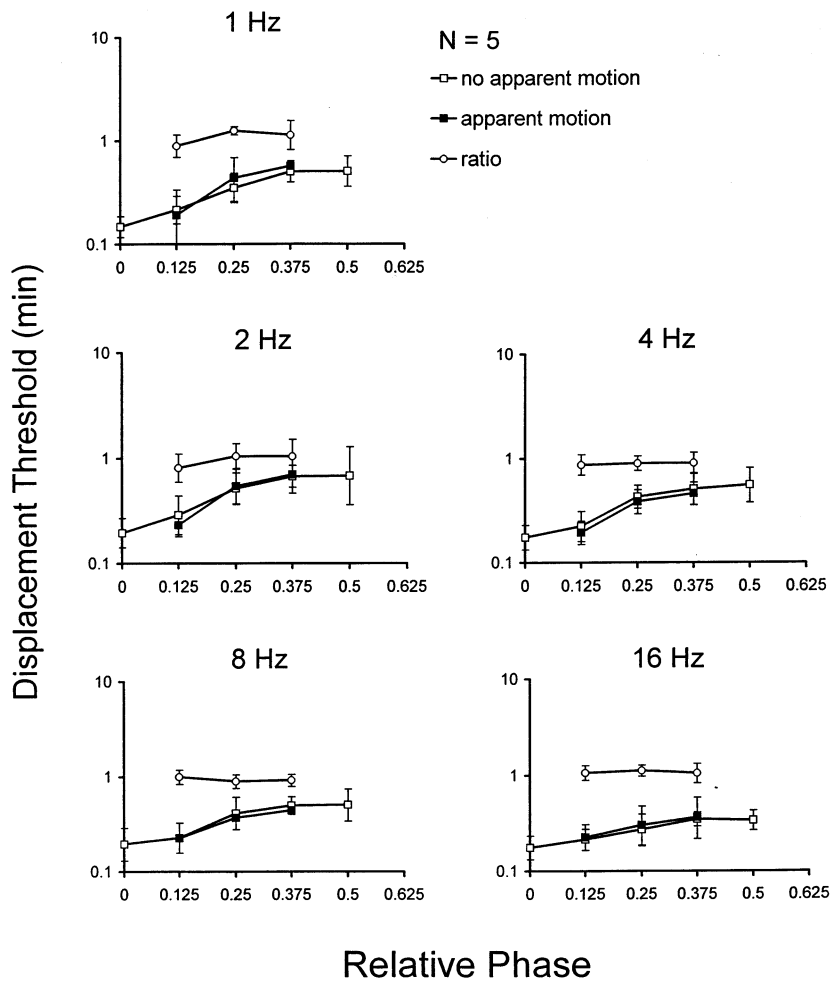 1 Hz
N = 5
no apparent motion
apparent motion
ratio
10
1
0.1
0 0.125 0.25 0.375 0.5 0.625
Displacement Threshold (min)
2 Hz
10
1
0.1
0 0.125 0.25 0.375 0.5 0.625
4 Hz
10
1
0.1
0 0.125 0.25 0.375 0.5 0.625
8 Hz
10
1
0.1
0 0.125 0.25 0.375 0.5 0.625
16 Hz
10
1
0.1
0 0.125 0.25 0.375 0.5 0.625
Relative Phase